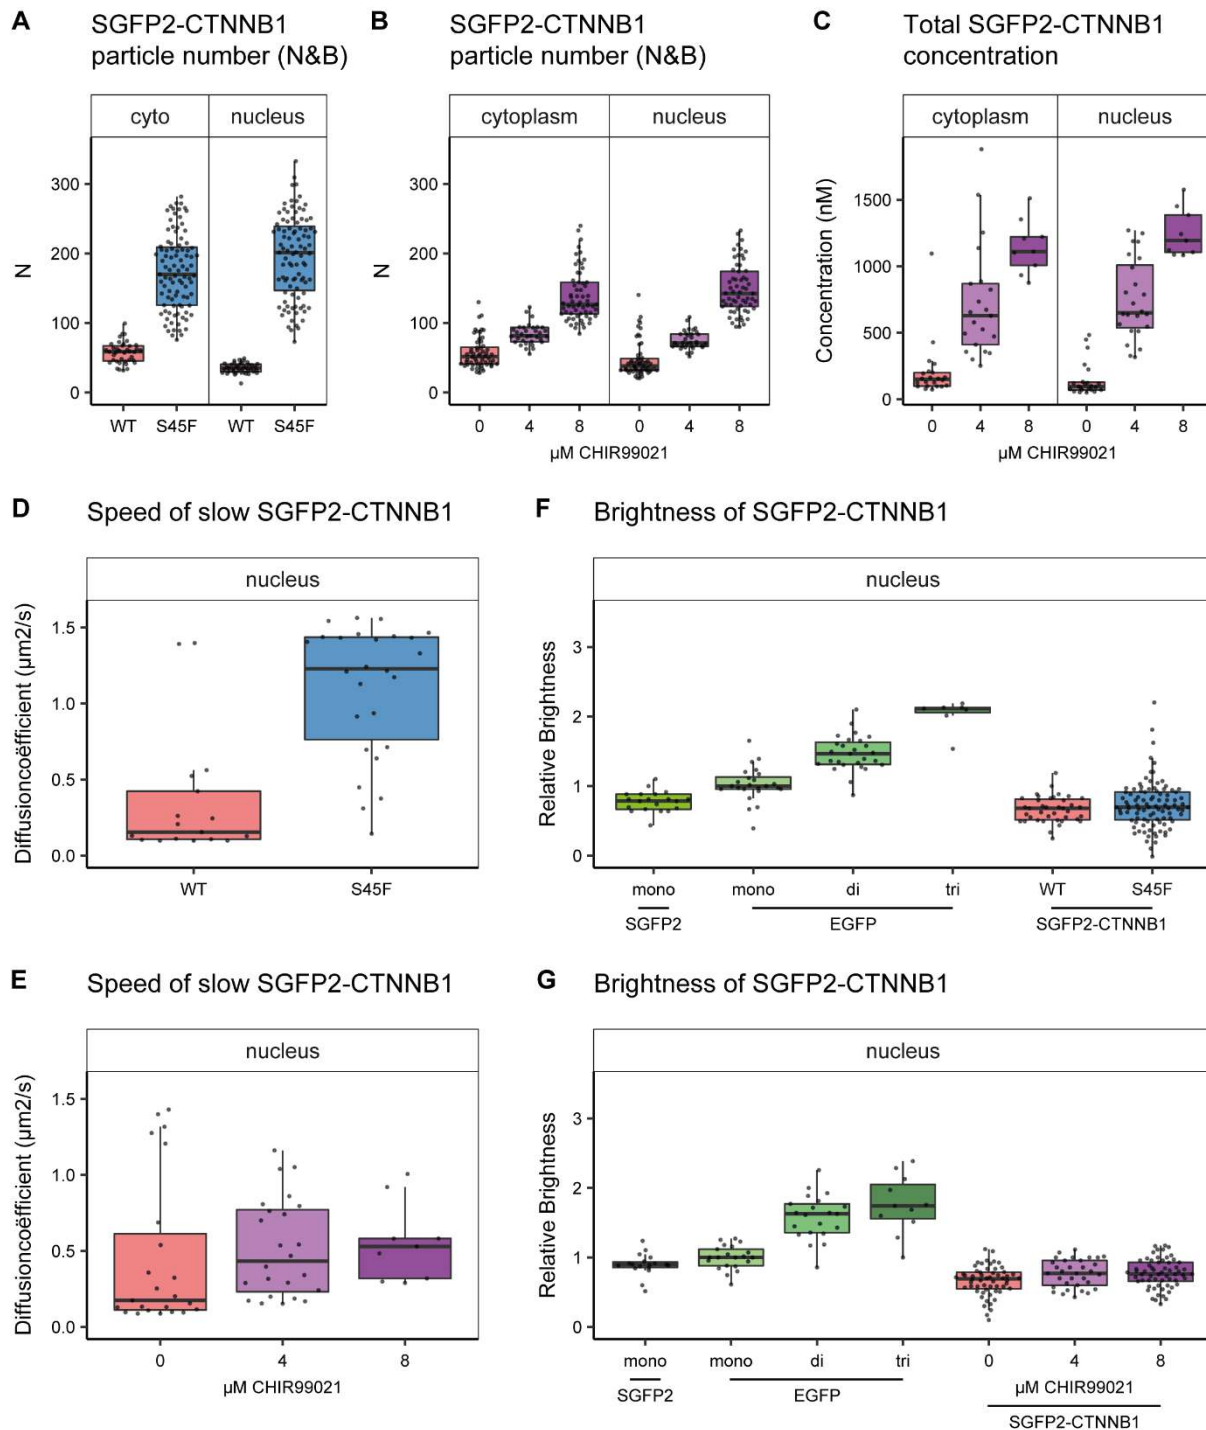 A SGFP2-CTNNB1
particle number (N&B)
cyto nucleus
N
300
200
100
0
WT S45F WT S45F
B SGFP2-CTNNB1
particle number (N&B)
cytoplasm nucleus
N
300
200
100
0
0 4 8 0 4 8
µM CHIR99021
C Total SGFP2-CTNNB1
concentration
cytoplasm nucleus
Concentration (nM)
1500
1000
500
0
0 4 8 0 4 8
µM CHIR99021
D Speed of slow SGFP2-CTNNB1
nucleus
Diffusioncoëfficient (µm2/s)
1.5
1.0
0.5
0.0
WT S45F
F Brightness of SGFP2-CTNNB1
nucleus
Relative Brightness
3
2
1
0
mono mono di tri WT S45F
SGFP2 EGFP SGFP2-CTNNB1
E Speed of slow SGFP2-CTNNB1
nucleus
Diffusioncoëfficient (µm2/s)
1.5
1.0
0.5
0.0
0 4 8
µM CHIR99021
G Brightness of SGFP2-CTNNB1
nucleus
Relative Brightness
3
2
1
0
mono mono di tri 0 4 8
SGFP2 EGFP µM CHIR99021
SGFP2-CTNNB1